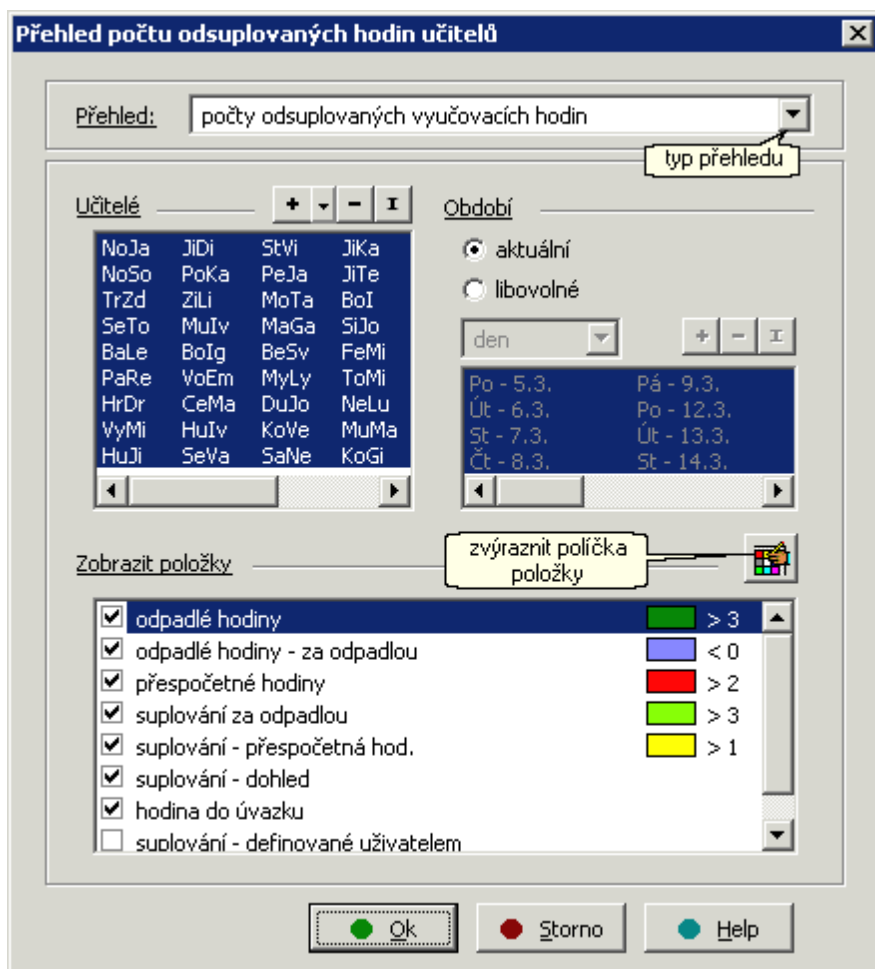 Přehled počtu odsuplovaných hodin učitelů
Přehled: počty odsuplovaných vyučovacích hodin
typ přehledu
Učitelé
NoJa JiDi StVi JiKa
NoSo PoKa PeJa JiTe
TrZd ZiLi MoTa BoI
SeTo MuIv MaGa SiJo
BaLe BoIg BeSv FeMi
PaRe VoEm MyLy ToMi
HrDr CeMa DuJo NeLu
VyMi HuIv KoVe MuMa
HuJi SeVa SaNe KoGi
Období
aktuální
libovolné
den
Po - 5.3. Pá - 9.3.
Út - 6.3. Po - 12.3.
St - 7.3. Út - 13.3.
Čt - 8.3. St - 14.3.
zvýraznit políčka
položky
Zobrazit položky
odpadlé hodiny > 3
odpadlé hodiny - za odpadlou < 0
přespočetné hodiny > 2
suplování za odpadlou > 3
suplování - přespočetná hod. > 1
suplování - dohled
hodina do úvazku
suplování - definované uživatelem
Ok Storno Help